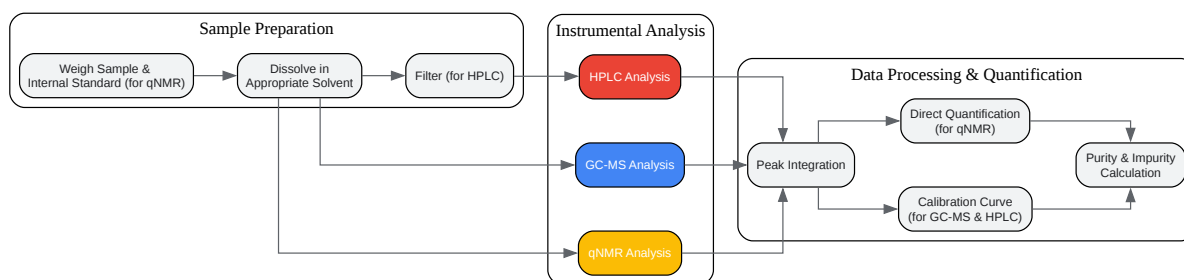 Sample Preparation
Weigh Sample &
Internal Standard (for qNMR)
Dissolve in
Appropriate Solvent
Filter (for HPLC)
Instrumental Analysis
HPLC Analysis
GC-MS Analysis
qNMR Analysis
Data Processing & Quantification
Peak Integration
Direct Quantification
(for qNMR)
Calibration Curve
(for GC-MS & HPLC)
Purity & Impurity
Calculation